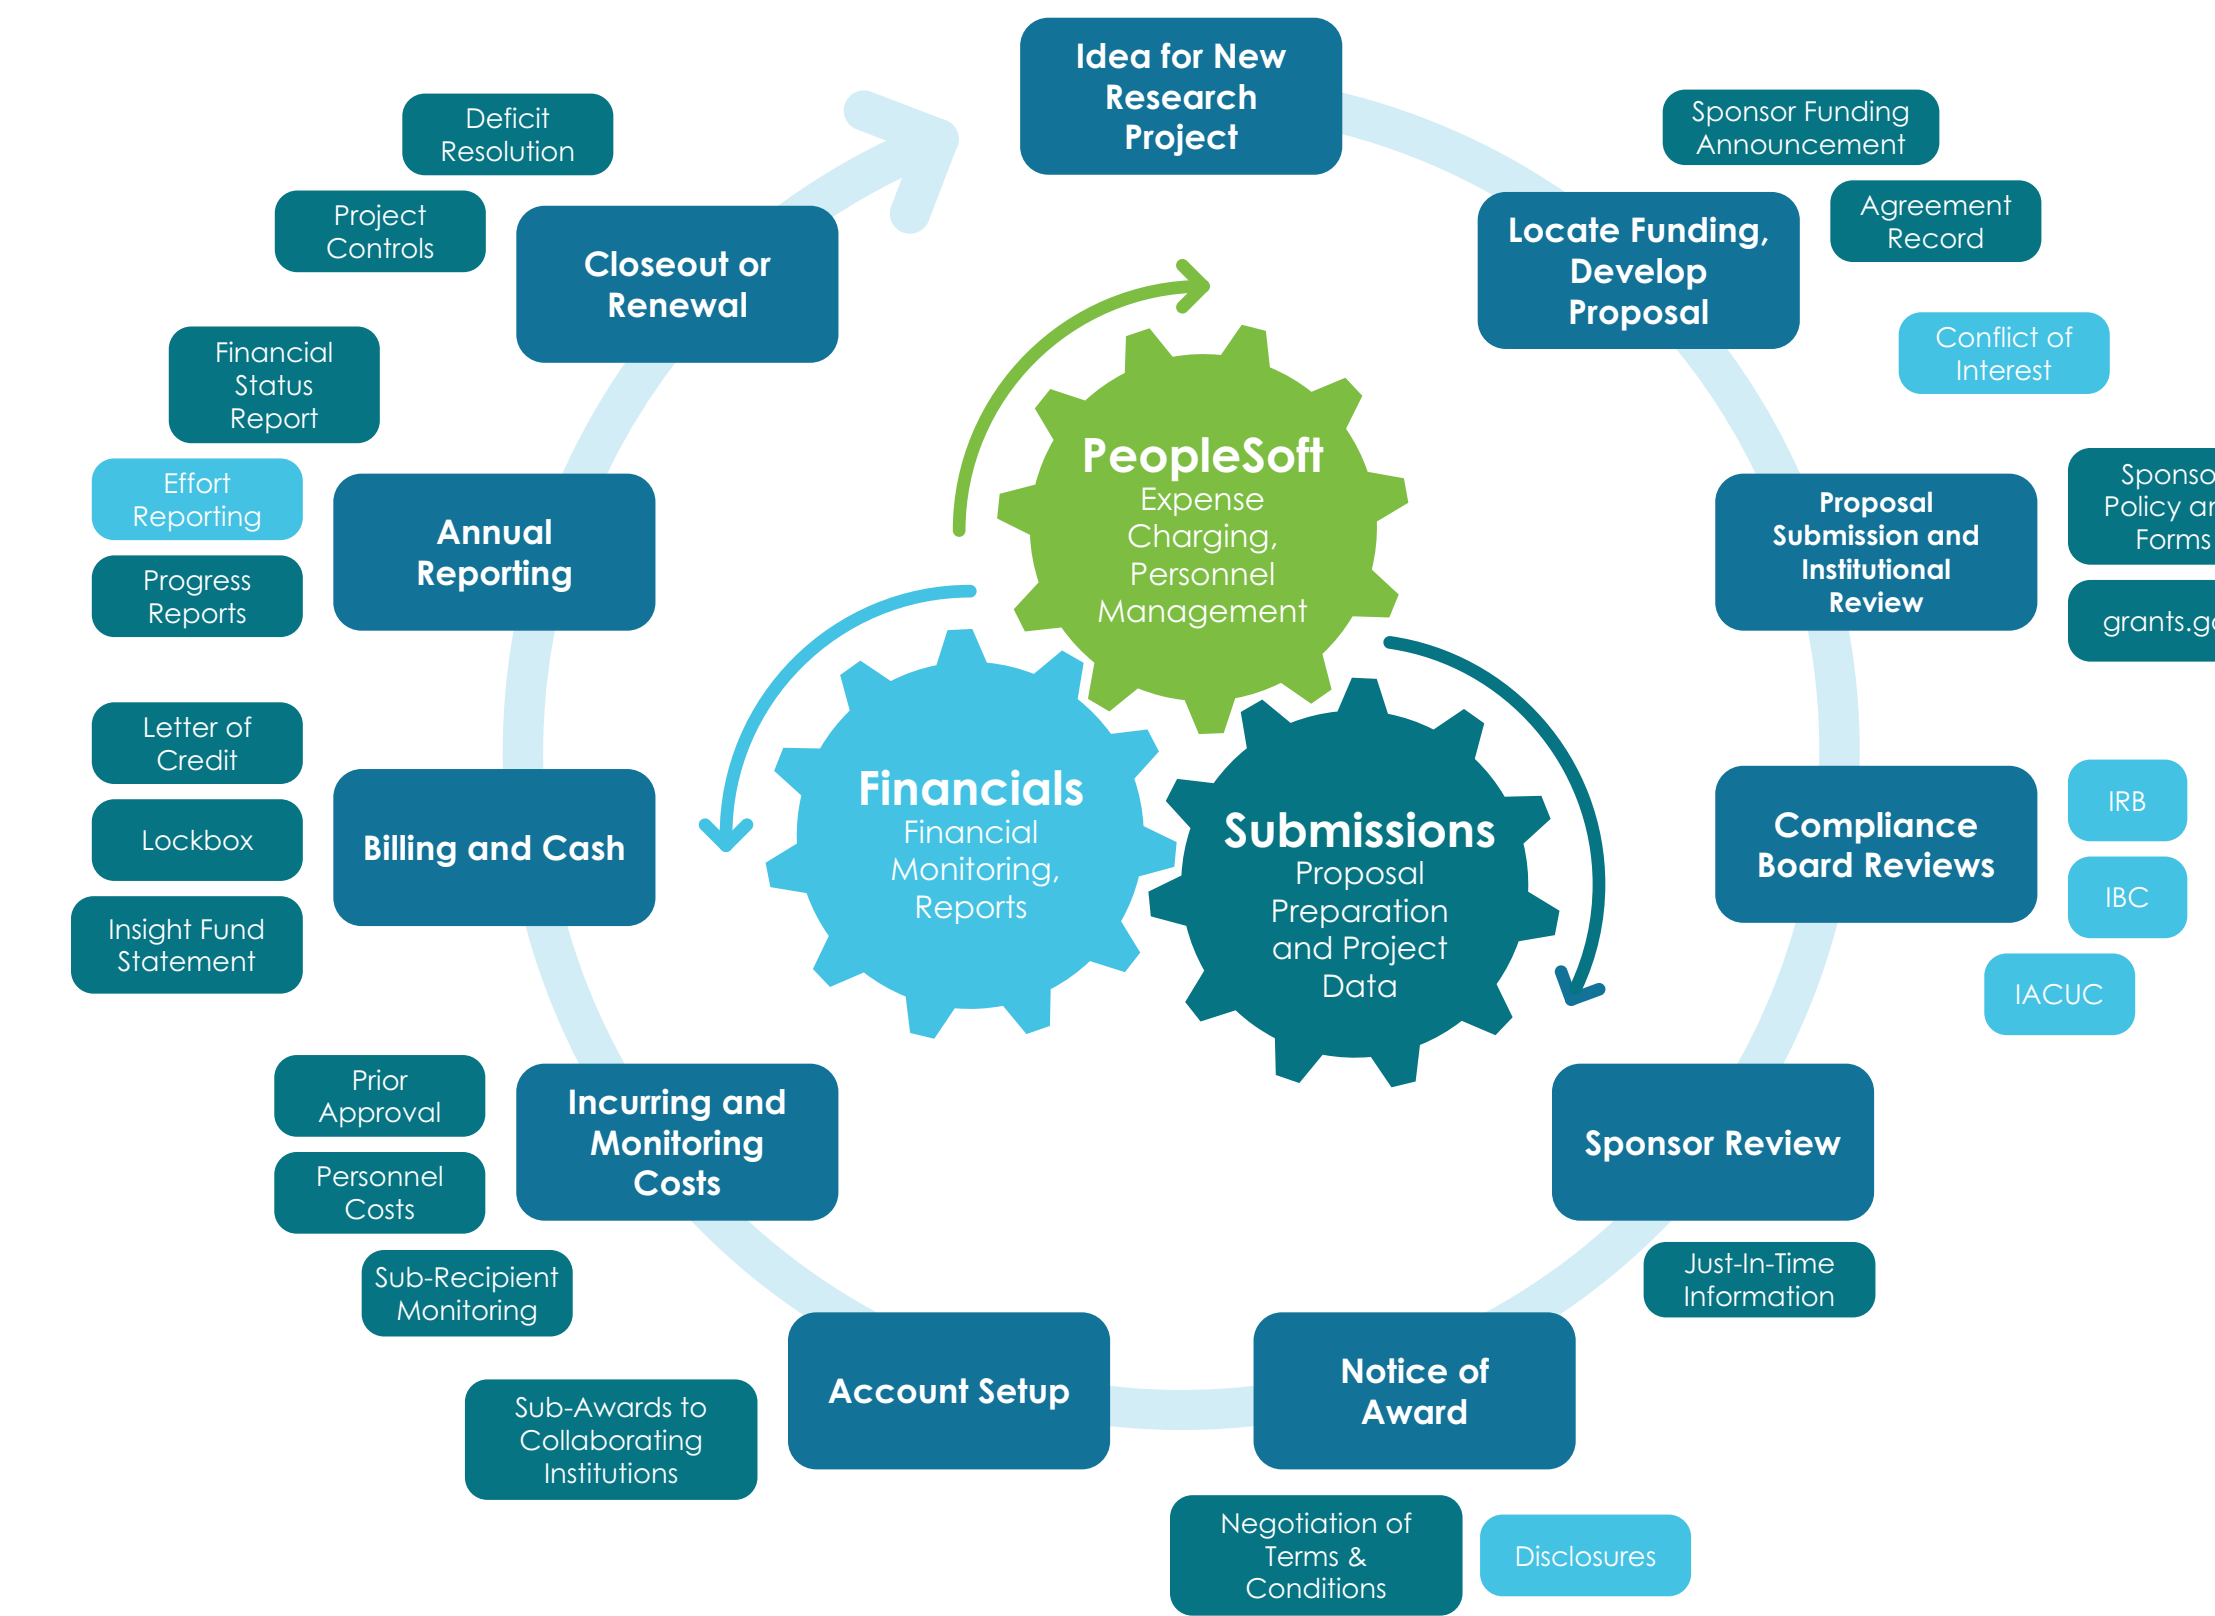 Idea for New
Research
Project
Sponsor Funding
Announcement
Agreement
Record
Locate Funding,
Develop
Proposal
Conflict of
Interest
Proposal
Submission and
Institutional
Review
Policy
Forms
Compliance
Board Reviews
IRB
IBC
IACUC
Sponsor Review
Just-In-Time
Information
Notice of
Award
Negotiation of
Terms &
Conditions
Disclosures
Account Setup
Sub-Awards to
Collaborating
Institutions
Incurring and
Monitoring
Costs
Prior
Approval
Personnel
Costs
Sub-Recipient
Monitoring
Billing and Cash
Letter of
Credit
Lockbox
Insight Fund
Statement
Annual
Reporting
Financial
Status
Report
Effort
Reporting
Progress
Reports
Closeout or
Renewal
Deficit
Resolution
Project
Controls
PeopleSoft
Expense
Charging,
Personnel
Management
Financials
Financial
Monitoring,
Reports
Submissions
Proposal
Preparation
and Project
Data